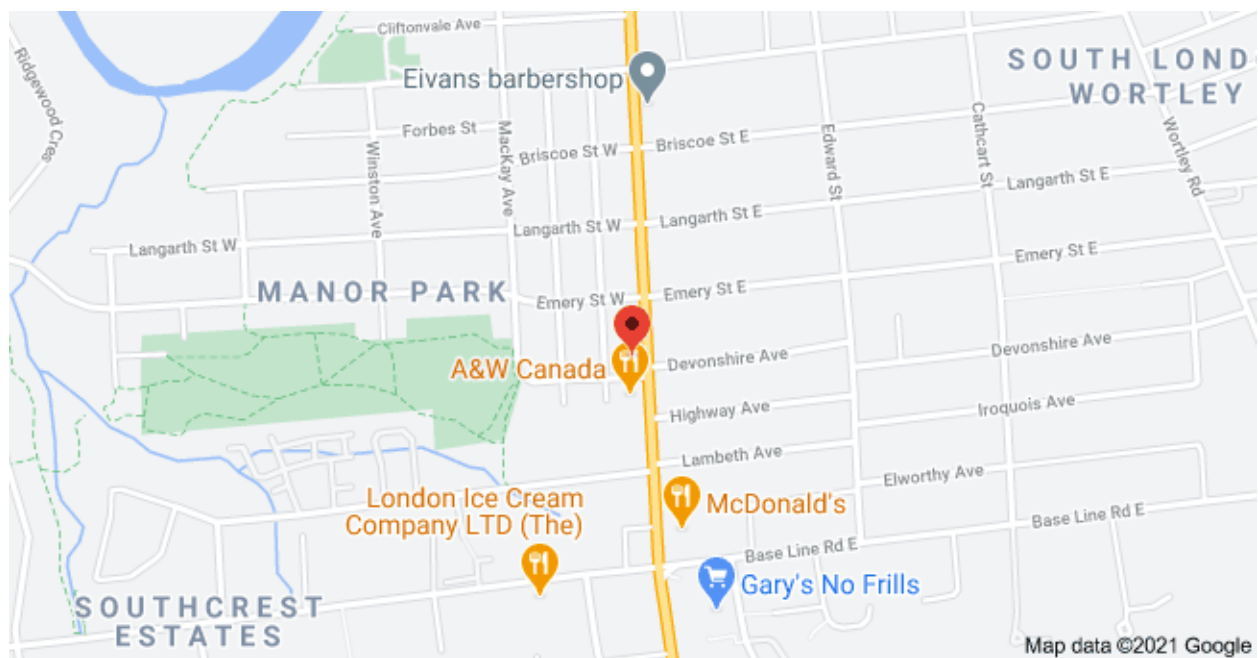 Cliftonvale Ave
Ridgewood Cres
Eivans barbershop
SOUTH LOND
WORTLEY
Forbes St
MacKay Ave
Winston Ave
Briscoe St W
Briscoe St E
Edward St
Cathcart St
Wortley Rd
Langarth St E
Langarth St W
Langarth St W
Langarth St E
Emery St E
MANOR PARK
Emery St W
Emery St E
A&W Canada
Devonshire Ave
Devonshire Ave
Highway Ave
Iroquois Ave
Lambeth Ave
Elworthy Ave
London Ice Cream
Company LTD (The)
McDonald's
Base Line Rd E
Base Line Rd E
Gary's No Frills
SOUTHCREST
ESTATES
Map data ©2021 Google